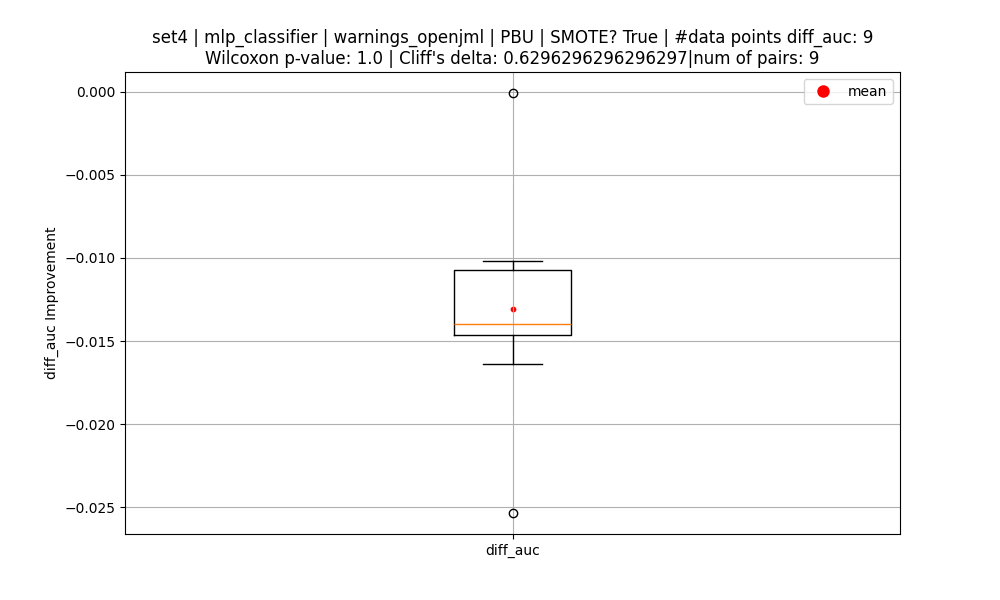 set4 | mlp_classifier | warnings_openjml | PBU | SMOTE? True | #data points diff_auc: 9
Wilcoxon p-value: 1.0 | Cliff's delta: 0.6296296296296297|num of pairs: 9
mean
0.000
−0.005
−0.010
−0.015
−0.020
−0.025
diff_auc Improvement
diff_auc